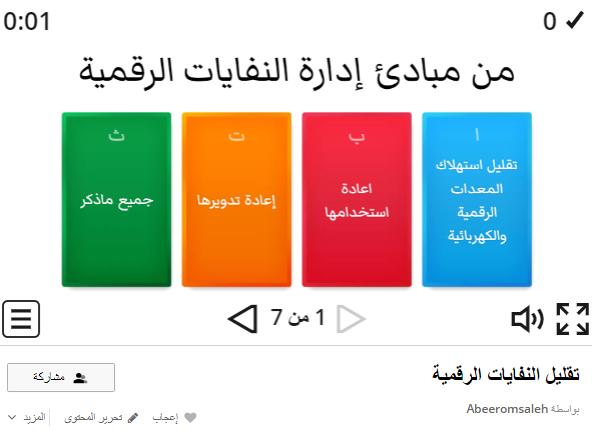 0:01
0
من مبادئ إدارة النفايات الرقمية
ا
تقليل استهلاك
المعدات
الرقمية
والكهربائية
ب
اعادة
استخدامها
ت
إعادة تدويرها
ث
جميع ماذكر
1 من 7
تقليل النفايات الرقمية
مشاركة
بواسطة Abeeromsaleh
إعجاب
تحرير المحتوى
المزيد